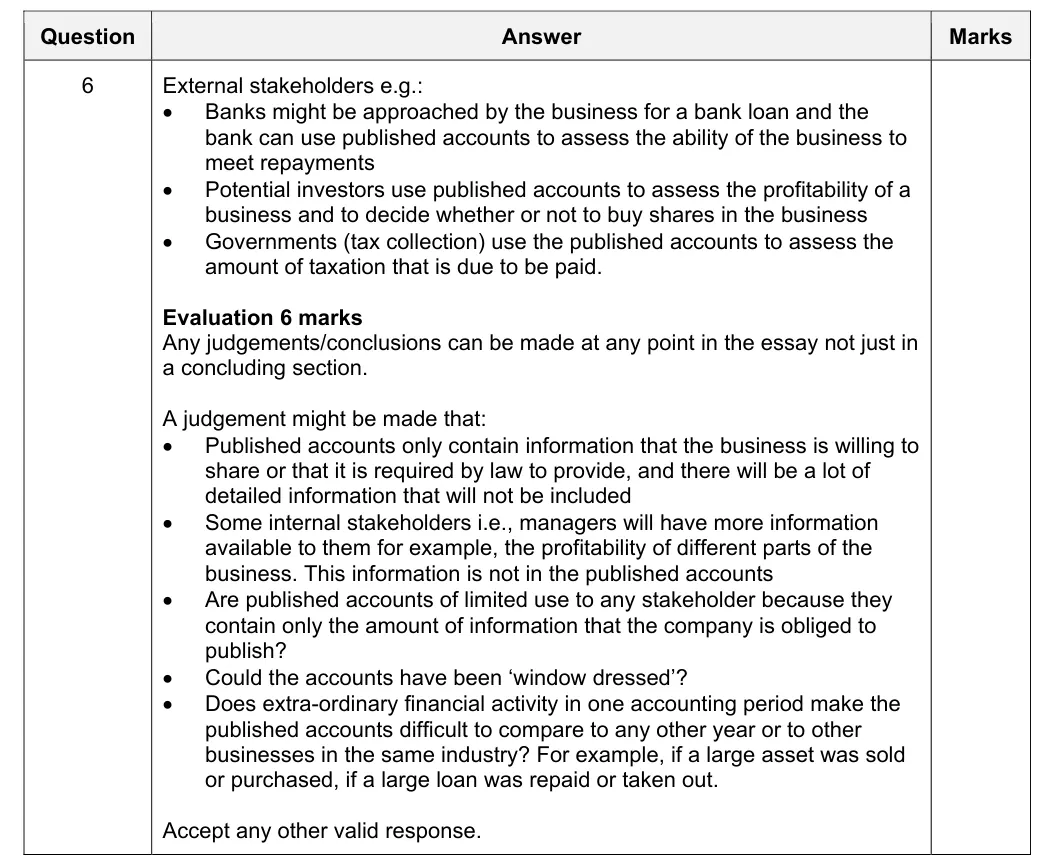 Question Answer Marks
6 External stakeholders e.g.:
• Banks might be approached by the business for a bank loan and the
bank can use published accounts to assess the ability of the business to
meet repayments
• Potential investors use published accounts to assess the profitability of a
business and to decide whether or not to buy shares in the business
• Governments (tax collection) use the published accounts to assess the
amount of taxation that is due to be paid.
Evaluation 6 marks
Any judgements/conclusions can be made at any point in the essay not just in
a concluding section.
A judgement might be made that:
• Published accounts only contain information that the business is willing to
share or that it is required by law to provide, and there will be a lot of
detailed information that will not be included
• Some internal stakeholders i.e., managers will have more information
available to them for example, the profitability of different parts of the
business. This information is not in the published accounts
• Are published accounts of limited use to any stakeholder because they
contain only the amount of information that the company is obliged to
publish?
• Could the accounts have been ‘window dressed’?
• Does extra-ordinary financial activity in one accounting period make the
published accounts difficult to compare to any other year or to other
businesses in the same industry? For example, if a large asset was sold
or purchased, if a large loan was repaid or taken out.
Accept any other valid response.